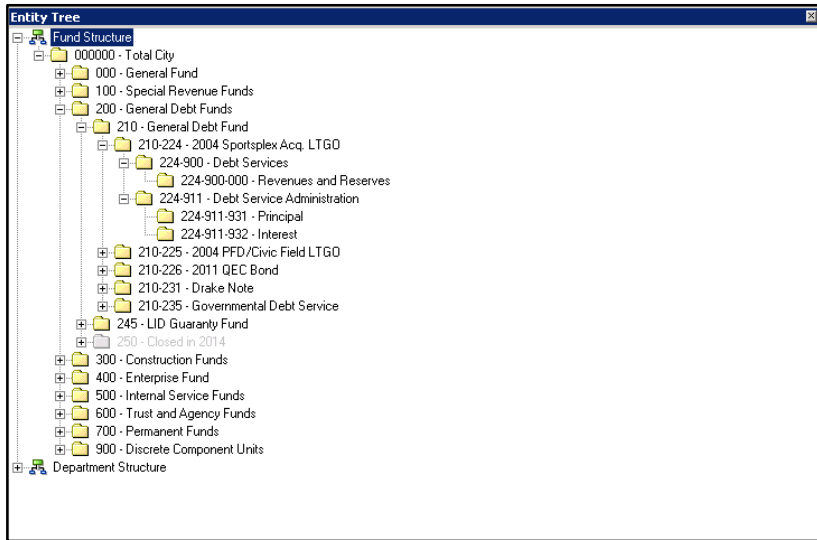 Entity Tree
Fund Structure
000000 - Total City
000 - General Fund
100 - Special Revenue Funds
200 - General Debt Funds
210 - General Debt Fund
210-224 - 2004 Sportsplex Acq. LTGO
224-900 - Debt Services
224-900-000 - Revenues and Reserves
224-911 - Debt Service Administration
224-911-931 - Principal
224-911-932 - Interest
210-225 - 2004 PFD/Civic Field LTGO
210-226 - 2011 QEC Bond
210-231 - Drake Note
210-235 - Governmental Debt Service
245 - LID Guaranty Fund
250 - Closed in 2014
300 - Construction Funds
400 - Enterprise Fund
500 - Internal Service Funds
600 - Trust and Agency Funds
700 - Permanent Funds
900 - Discrete Component Units
Department Structure